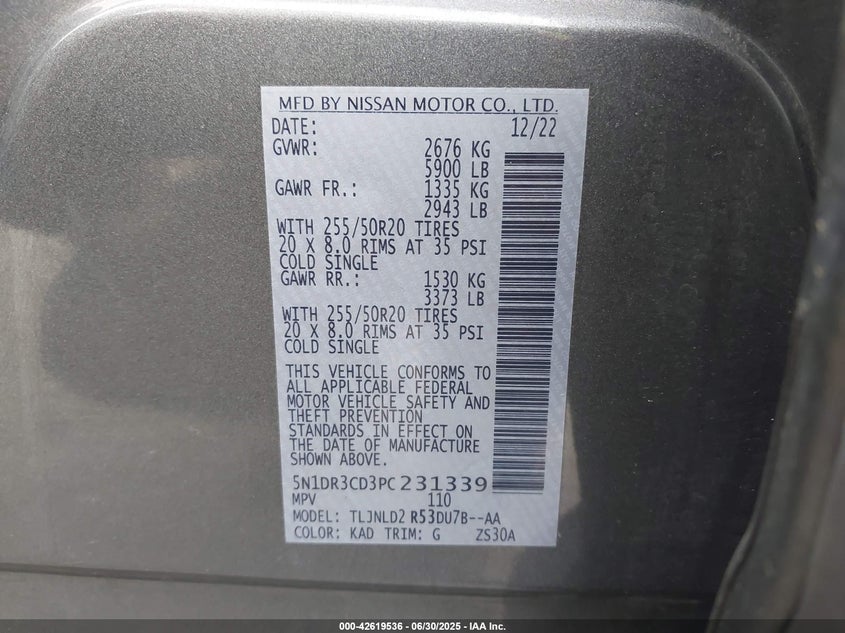 MFD BY NISSAN MOTOR CO., LTD.
DATE: 12/22
GVWR: 2676 KG
5900 LB
GAWR FR.: 1335 KG
2943 LB
WITH 255/50R20 TIRES
20 X 8.0 RIMS AT 35 PSI
COLD SINGLE
GAWR RR.: 1530 KG
3373 LB
WITH 255/50R20 TIRES
20 X 8.0 RIMS AT 35 PSI
COLD SINGLE
THIS VEHICLE CONFORMS TO
ALL APPLICABLE FEDERAL
MOTOR VEHICLE SAFETY AND
THEFT PREVENTION
STANDARDS IN EFFECT ON
THE DATE OF MANUFACTURE
SHOWN ABOVE.
5N1DR3CD3PC231339
MPV 110
MODEL: TLJNLD2 R53DU7B--AA
COLOR: KAD TRIM: G ZS30A
000-42619536 - 06/30/2025 - IAA Inc.